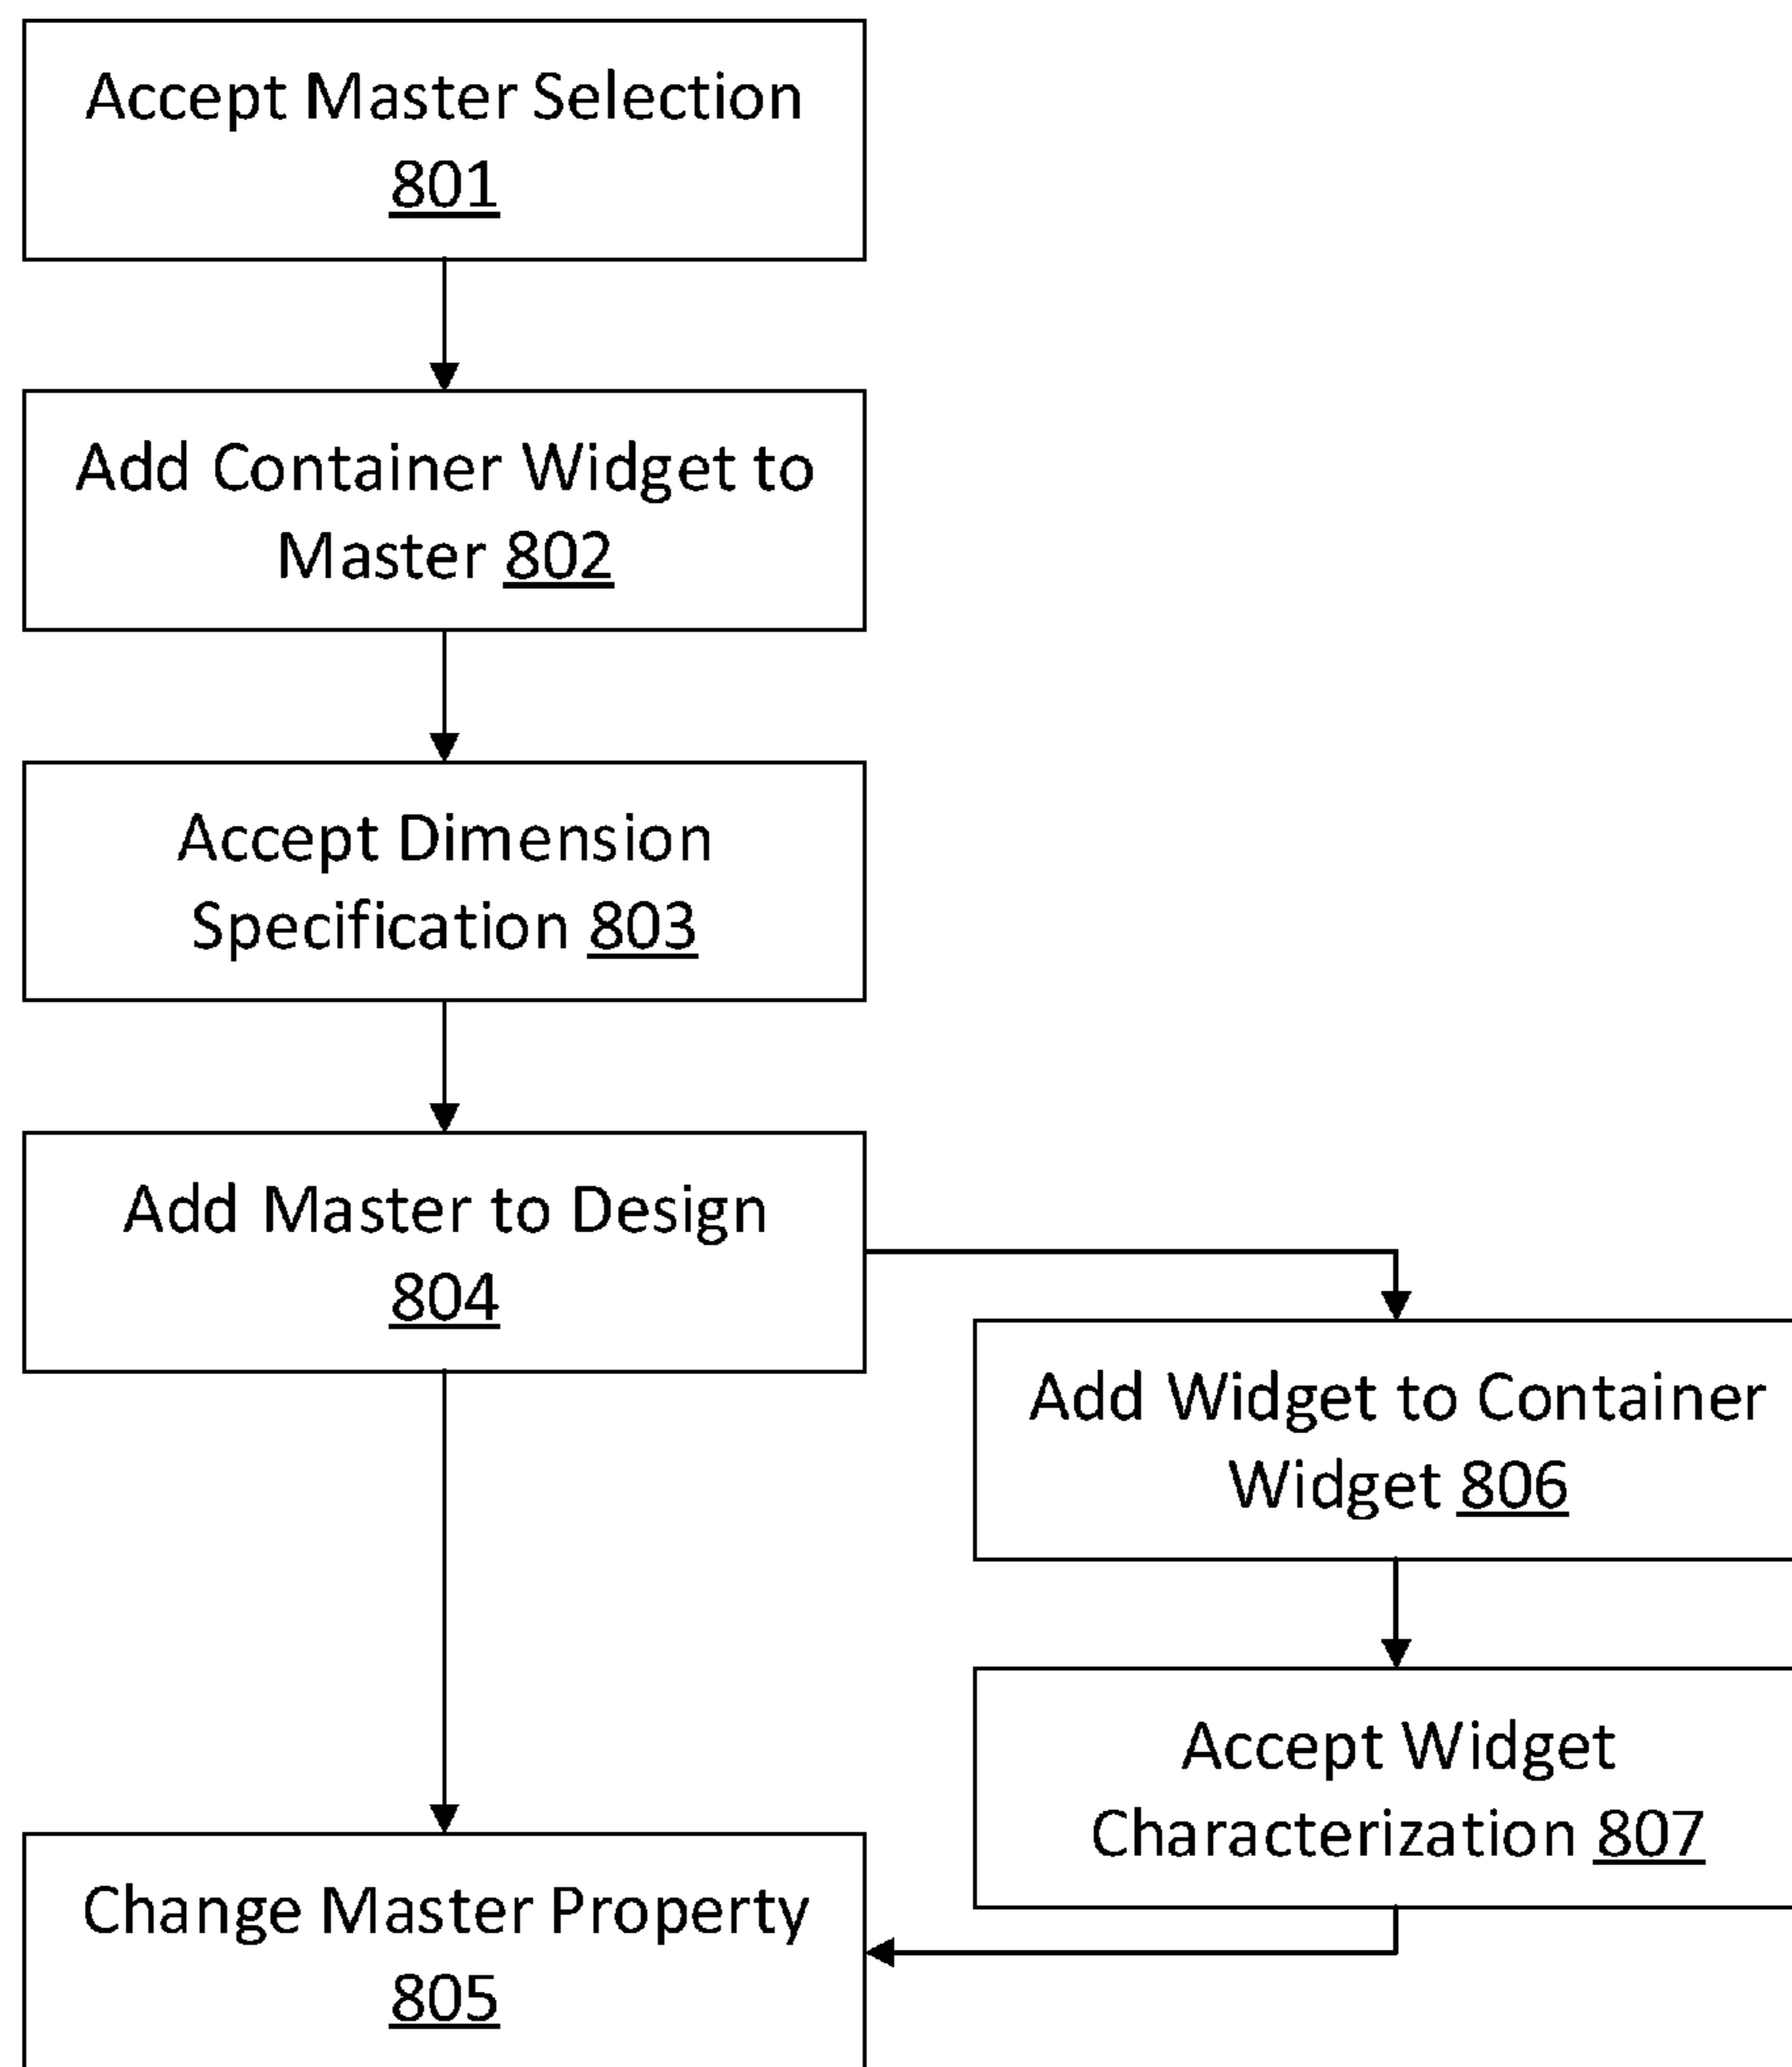 Accept Master Selection
801
Add Container Widget to
Master 802
Accept Dimension
Specification 803
Add Master to Design
804
Add Widget to Container
Widget 806
Accept Widget
Characterization 807
Change Master Property
805